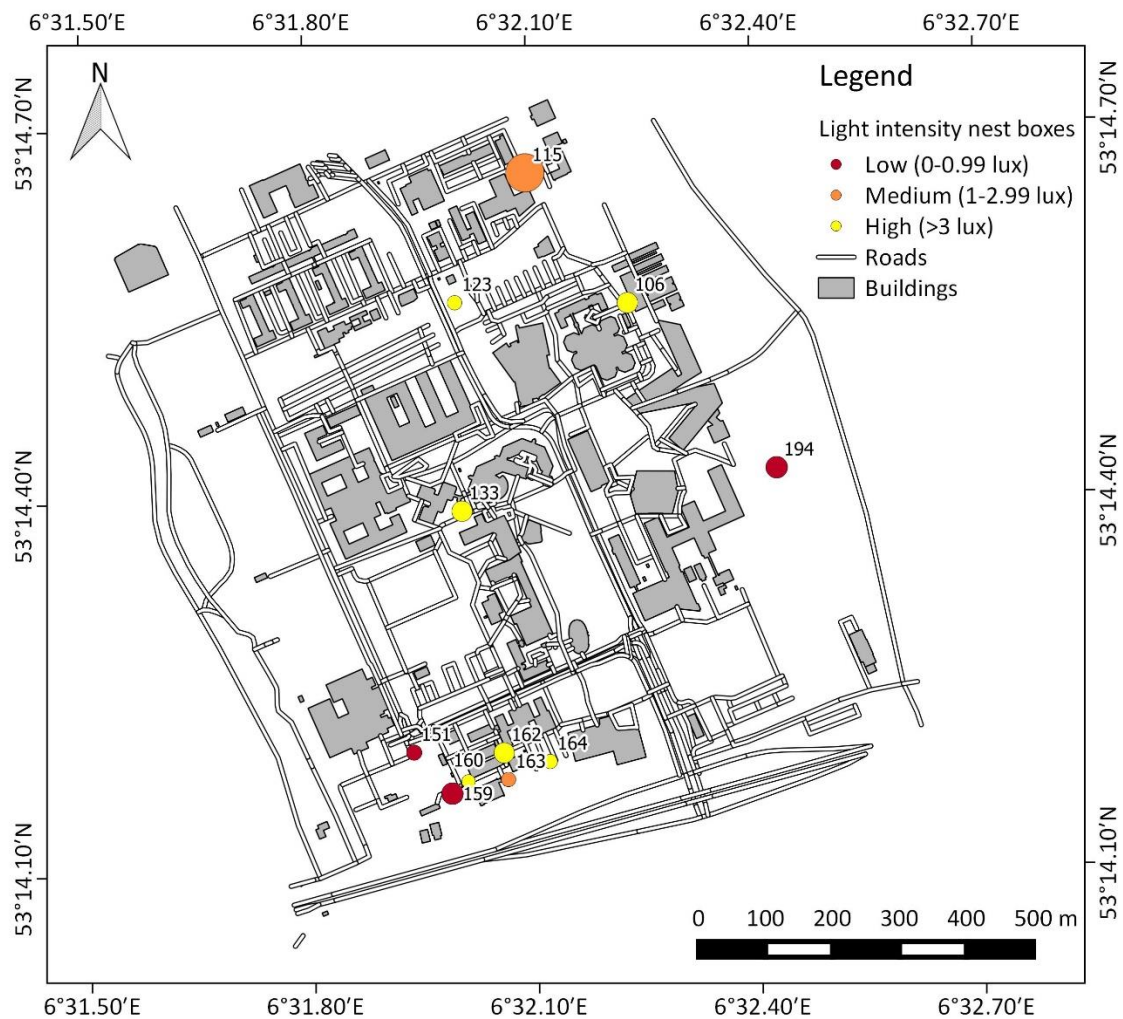 6°31.50′E 6°31.80′E 6°32.10′E 6°32.40′E 6°32.70′E
N
Legend
Light intensity nest boxes
Low (0-0.99 lux)
Medium (1-2.99 lux)
High (>3 lux)
Roads
Buildings
53°14.70′N
53°14.70′N
115
123
106
194
53°14.40′N
53°14.40′N
133
151
162
164
160
163
159
53°14.10′N
53°14.10′N
0 100 200 300 400 500 m
6°31.50′E 6°31.80′E 6°32.10′E 6°32.40′E 6°32.70′E